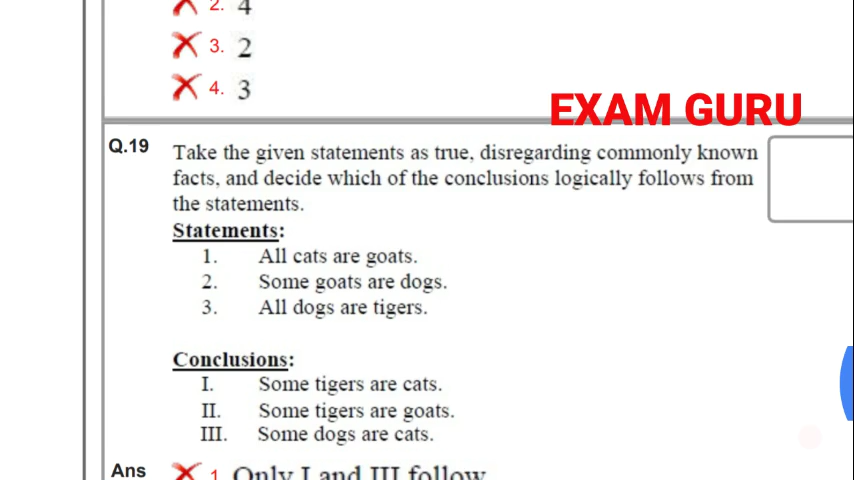 2. 4
3. 2
4. 3
EXAM GURU
Q.19 Take the given statements as true, disregarding commonly known
facts, and decide which of the conclusions logically follows from
the statements.
Statements:
1. All cats are goats.
2. Some goats are dogs.
3. All dogs are tigers.
Conclusions:
I. Some tigers are cats.
II. Some tigers are goats.
III. Some dogs are cats.
Ans 1. Only I and III follow